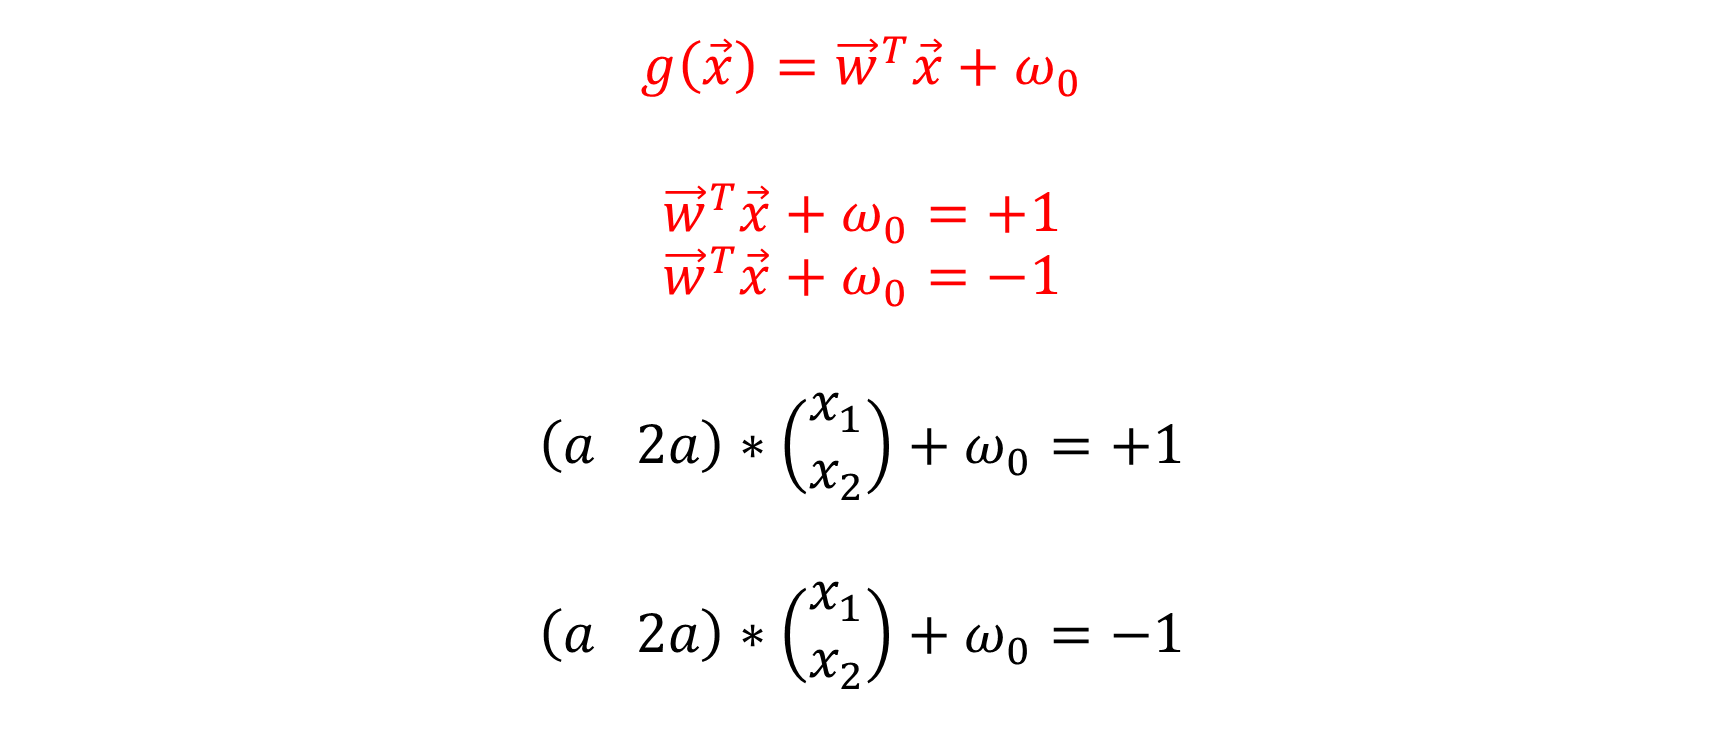 g(x⃗) = w⃗ᵀx⃗ + ω₀
w⃗ᵀx⃗ + ω₀ = +1
w⃗ᵀx⃗ + ω₀ = −1
(a 2a) * (x₁ x₂) + ω₀ = +1
(a 2a) * (x₁ x₂) + ω₀ = −1